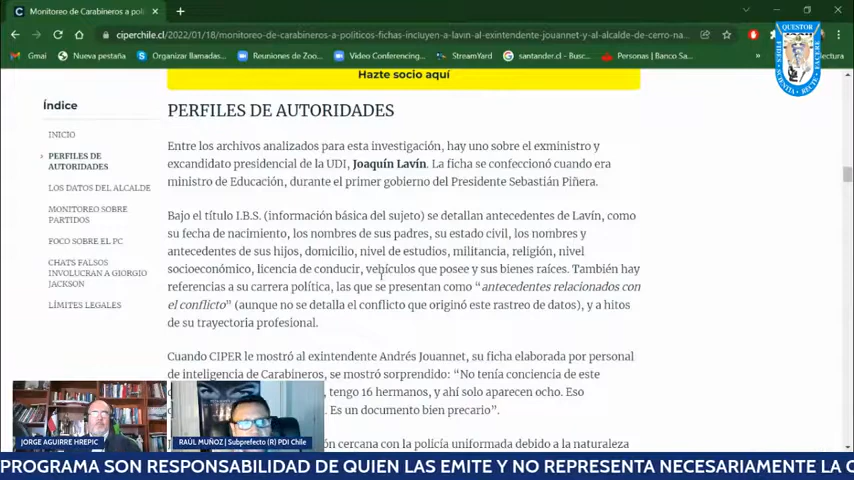 Monitoreo de Carabineros a polí
ciperchile.cl/2022/01/18/monitoreo-de-carabineros-a-politicos-fichas-incluyen-a-lavin-al-exintendente-jouannet-y-al-alcalde-de-cerro-na...
Gmail Nueva pestaña Organizar llamadas... Reuniones de Zoo... Video Conferencing... StreamYard santander.cl - Busc... Personas | Banco Sa...
QUESTOR
Hazte socio aquí
Índice
INICIO
PERFILES DE
AUTORIDADES
LOS DATOS DEL ALCALDE
MONITOREO SOBRE
PARTIDOS
FOCO SOBRE EL PC
CHATS FALSOS
INVOLUCRAN A GIORGIO
JACKSON
LÍMITES LEGALES
PERFILES DE AUTORIDADES
Entre los archivos analizados para esta investigación, hay uno sobre el exministro y
excandidato presidencial de la UDI, Joaquín Lavín. La ficha se confeccionó cuando era
ministro de Educación, durante el primer gobierno del Presidente Sebastián Piñera.
Bajo el título I.B.S. (información básica del sujeto) se detallan antecedentes de Lavín, como
su fecha de nacimiento, los nombres de sus padres, su estado civil, los nombres y
antecedentes de sus hijos, domicilio, nivel de estudios, militancia, religión, nivel
socioeconómico, licencia de conducir, vehículos que posee y sus bienes raíces. También hay
referencias a su carrera política, las que se presentan como “antecedentes relacionados con
el conflicto” (aunque no se detalla el conflicto que originó este rastreo de datos), y a hitos
de su trayectoria profesional.
Cuando CIPER le mostró al exintendente Andrés Jouannet, su ficha elaborada por personal
de inteligencia de Carabineros, se mostró sorprendido: “No tenía conciencia de este
, tengo 16 hermanos, y ahí solo aparecen ocho. Eso
. Es un documento bien precario”.
ón cercana con la policía uniformada debido a la naturaleza
JORGE AGUIRRE HREPIC
RAÚL MUÑOZ | Subprefecto (R) PDI Chile
PROGRAMA SON RESPONSABILIDAD DE QUIEN LAS EMITE Y NO REPRESENTA NECESARIAMENTE LA